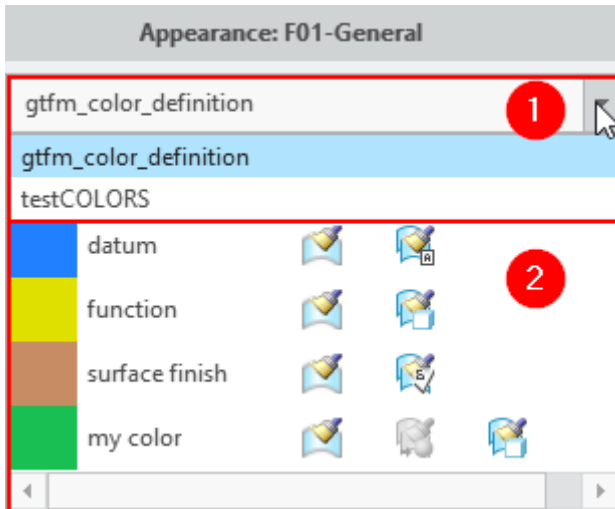 Appearance: F01-General
gtfm_color_definition
1
gtfm_color_definition
testCOLORS
datum
A
2
function
surface finish
my color